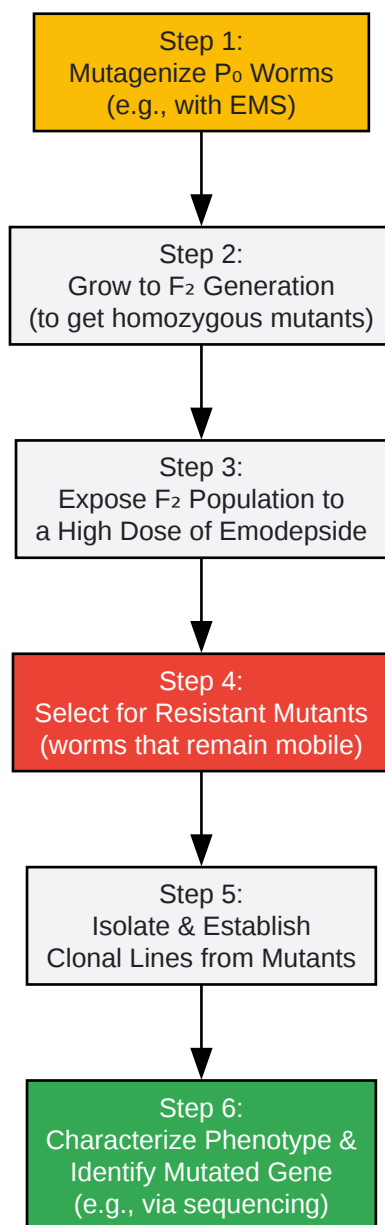 Step 1:
Mutagenize P₀ Worms
(e.g., with EMS)
Step 2:
Grow to F₂ Generation
(to get homozygous mutants)
Step 3:
Expose F₂ Population to
a High Dose of Emodepside
Step 4:
Select for Resistant Mutants
(worms that remain mobile)
Step 5:
Isolate & Establish
Clonal Lines from Mutants
Step 6:
Characterize Phenotype &
Identify Mutated Gene
(e.g., via sequencing)